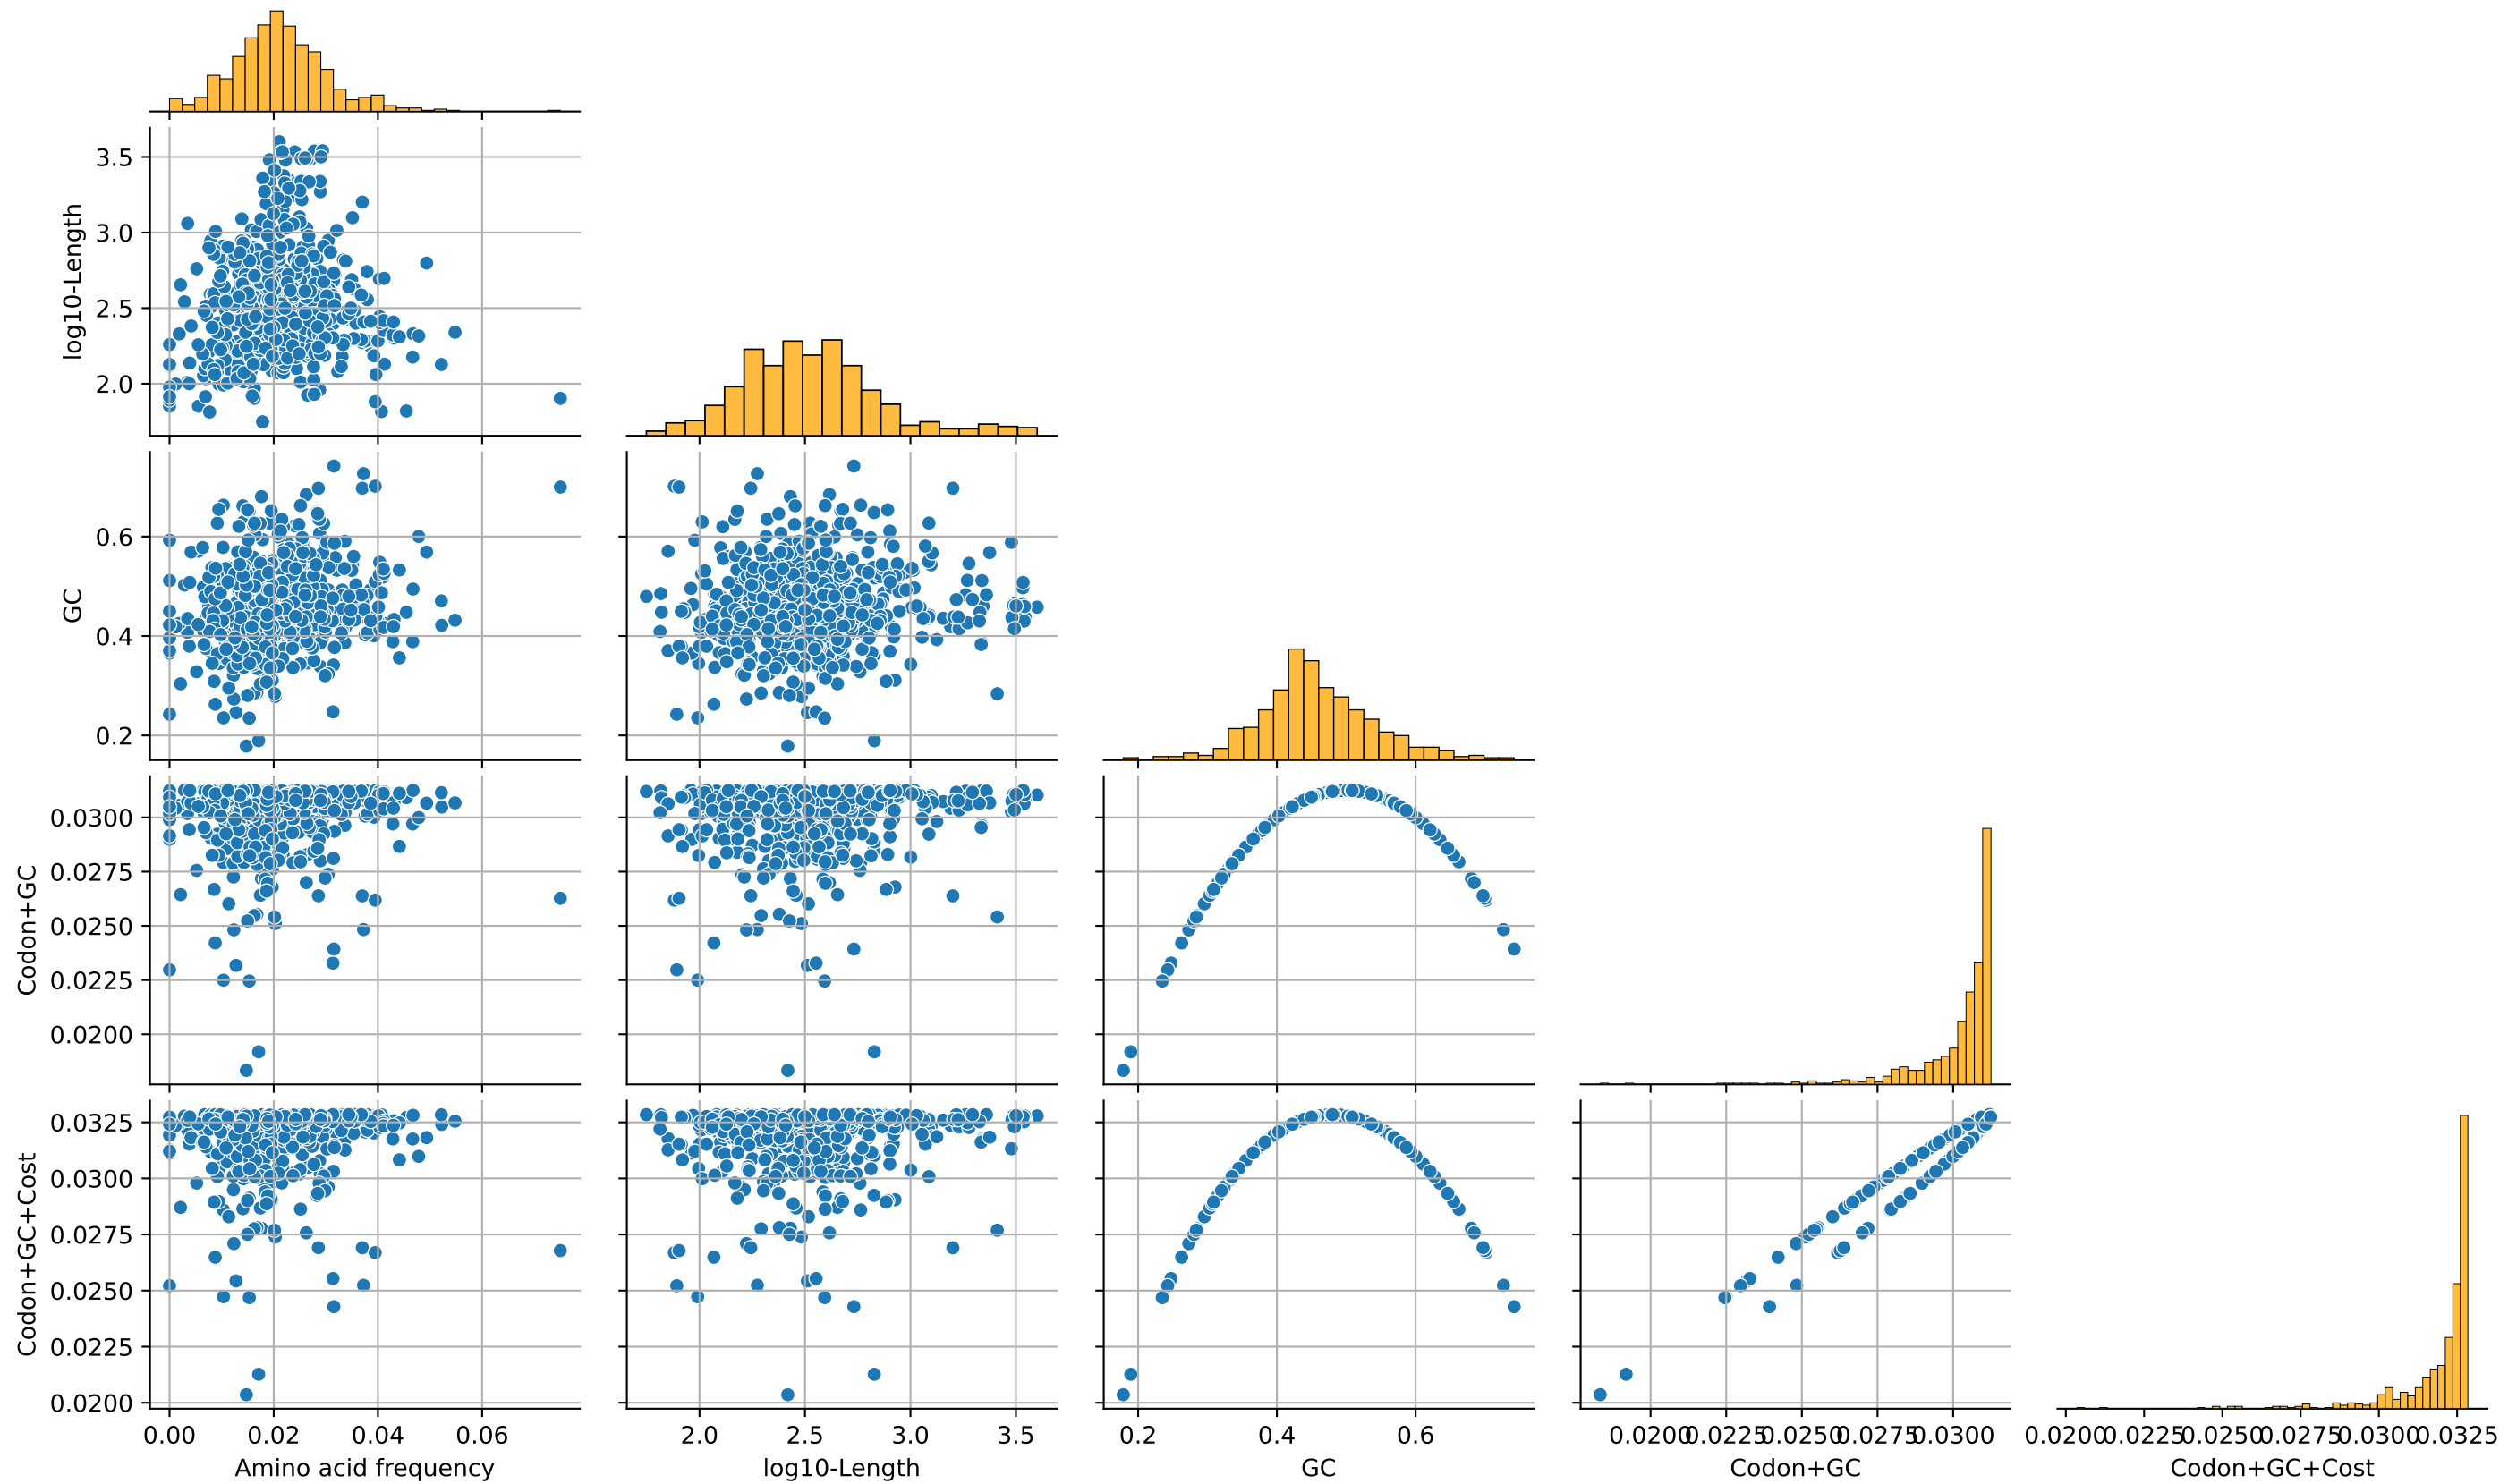 3.5
3.0
2.5
2.0
log10-Length
0.6
0.4
0.2
GC
0.0300
0.0275
0.0250
0.0225
0.0200
Codon+GC
0.0325
0.0300
0.0275
0.0250
0.0225
0.0200
Codon+GC+Cost
0.00 0.02 0.04 0.06
Amino acid frequency
2.0 2.5 3.0 3.5
log10-Length
0.2 0.4 0.6
GC
0.0200 0.0225 0.0250 0.0275 0.0300
Codon+GC
0.0200 0.0225 0.0250 0.0275 0.0300 0.0325
Codon+GC+Cost